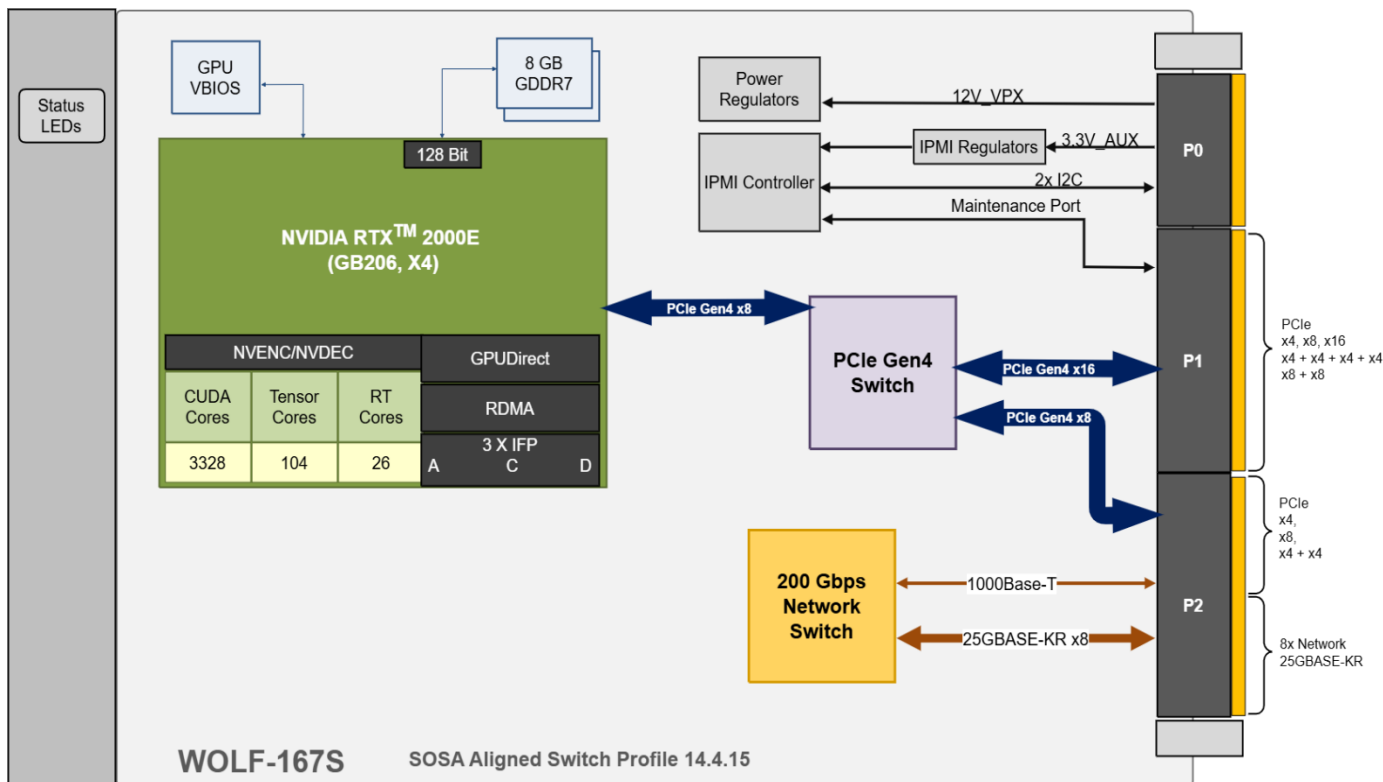 Status
LEDs
GPU
VBIOS
8 GB
GDDR7
128 Bit
NVIDIA RTX™ 2000E
(GB206, X4)
NVENC/NVDEC
GPUDirect
CUDA
Cores
Tensor
Cores
RT
Cores
RDMA
3328
104
26
3 X IFP
A C D
Power
Regulators
12V_VPX
IPMI Controller
IPMI Regulators
3.3V_AUX
2x I2C
Maintenance Port
P0
PCIe Gen4 x8
PCIe Gen4
Switch
PCIe Gen4 x16
PCIe Gen4 x8
P1
PCIe
x4, x8, x16
x4 + x4 + x4 + x4
x8 + x8
200 Gbps
Network
Switch
1000Base-T
25GBASE-KR x8
P2
PCIe
x4,
x8,
x4 + x4
8x Network
25GBASE-KR
WOLF-167S
SOSA Aligned Switch Profile 14.4.15